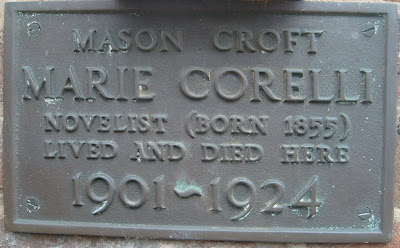 MASON CROFT
MARIE CORELLI
NOVELIST (BORN 1855)
LIVED AND DIED HERE
1901~1924